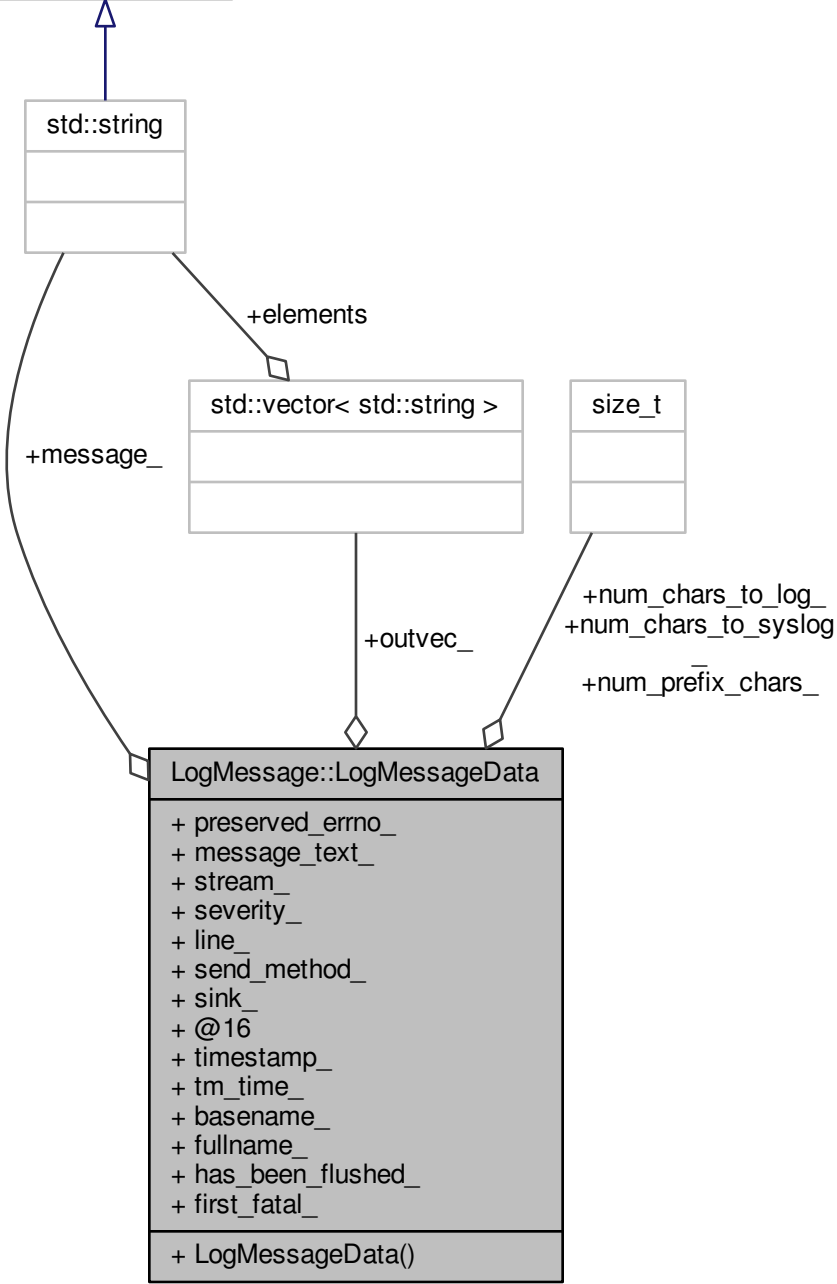 std::string
+elements
std::vector< std::string >
size_t
+message_
+num_chars_to_log_
+num_chars_to_syslog
_
+num_prefix_chars_
+outvec_
LogMessage::LogMessageData
+ preserved_errno_
+ message_text_
+ stream_
+ severity_
+ line_
+ send_method_
+ sink_
+ @16
+ timestamp_
+ tm_time_
+ basename_
+ fullname_
+ has_been_flushed_
+ first_fatal_
+ LogMessageData()